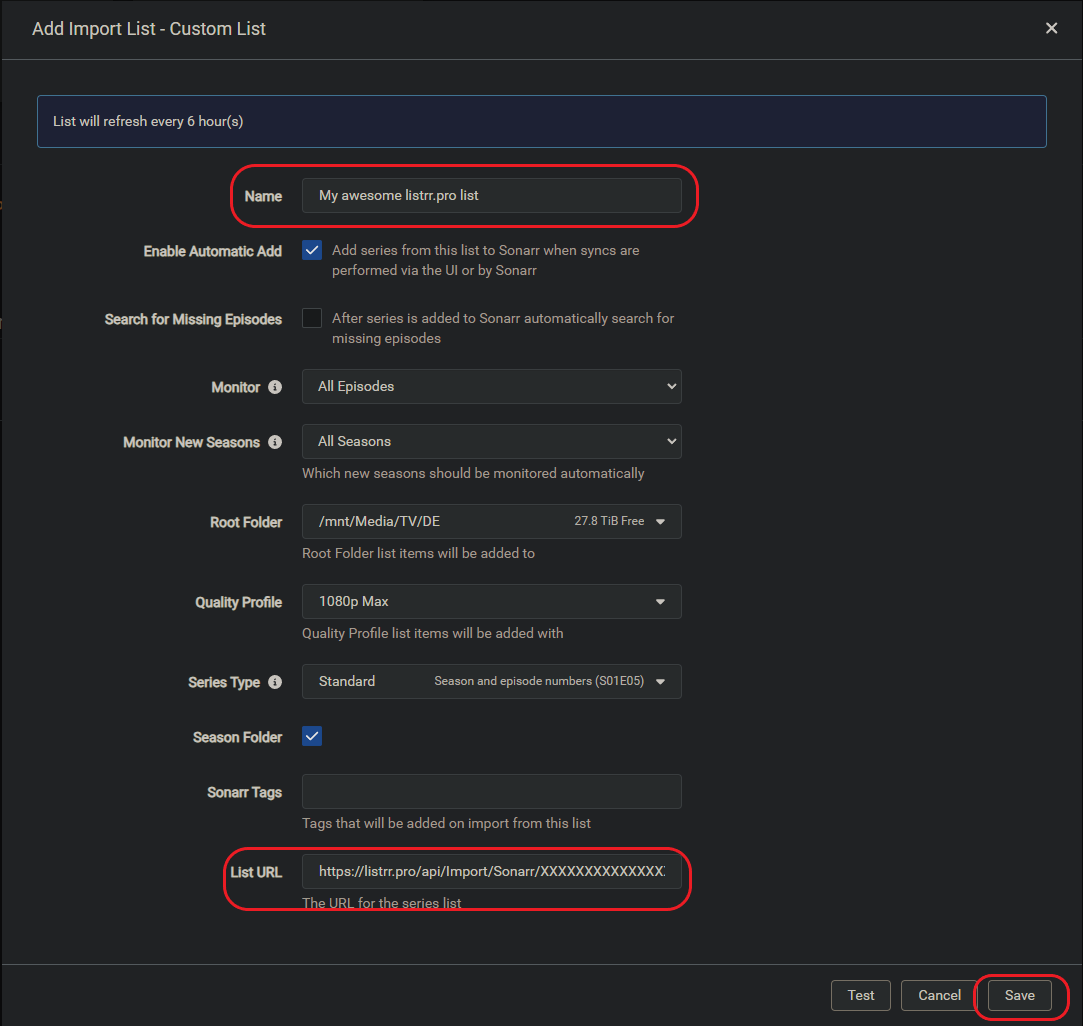 Add Import List - Custom List
List will refresh every 6 hour(s)
Name My awesome listrr.pro list
Enable Automatic Add Add series from this list to Sonarr when syncs are
performed via the UI or by Sonarr
Search for Missing Episodes After series is added to Sonarr automatically search for
missing episodes
Monitor All Episodes
Monitor New Seasons All Seasons
Which new seasons should be monitored automatically
Root Folder /mnt/Media/TV/DE 27.8 TiB Free
Root Folder list items will be added to
Quality Profile 1080p Max
Quality Profile list items will be added with
Series Type Standard Season and episode numbers (S01E05)
Season Folder
Sonarr Tags
Tags that will be added on import from this list
List URL https://listrr.pro/api/Import/Sonarr/XXXXXXXXXXXXXX
The URL for the series list
Test Cancel Save